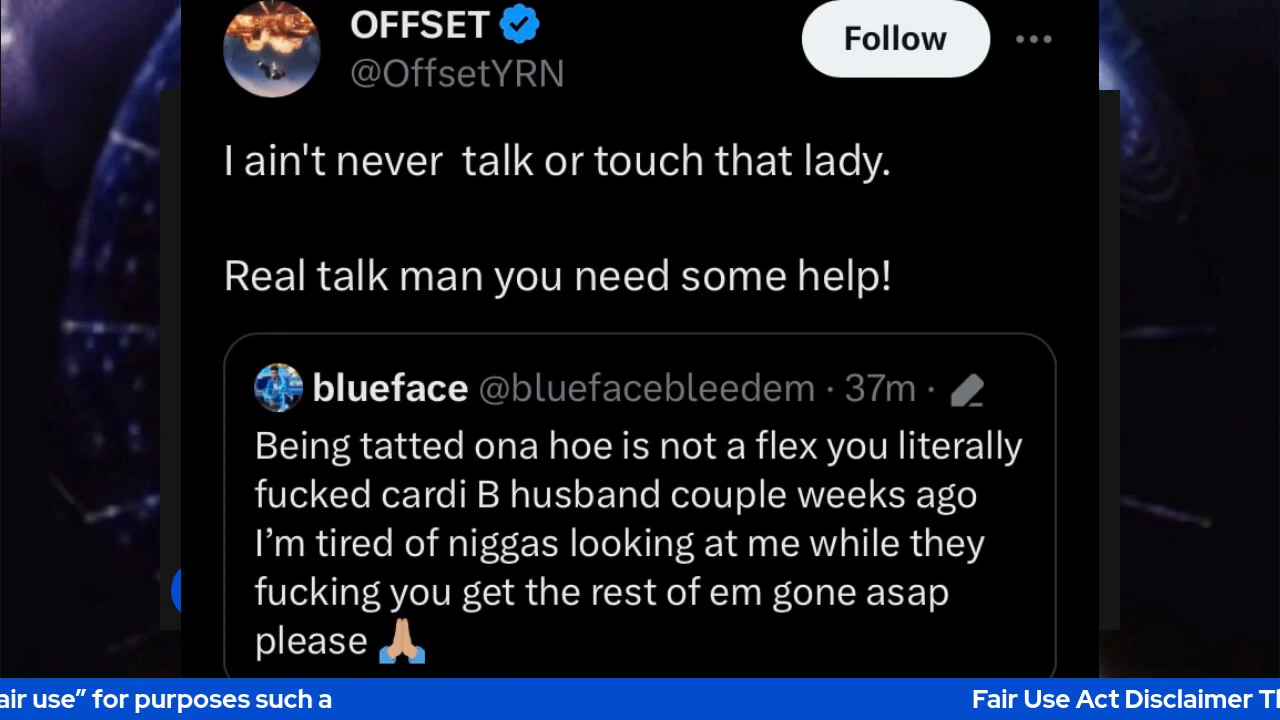 OFFSET
Follow
@OffsetYRN
I ain't never  talk or touch that lady.
Real talk man you need some help!
blueface @bluefacebleedem · 37m ·
Being tatted ona hoe is not a flex you literally
fucked cardi B husband couple weeks ago
I’m tired of niggas looking at me while they
fucking you get the rest of em gone asap
please 🙏🏼
air use” for purposes such a
Fair Use Act Disclaimer